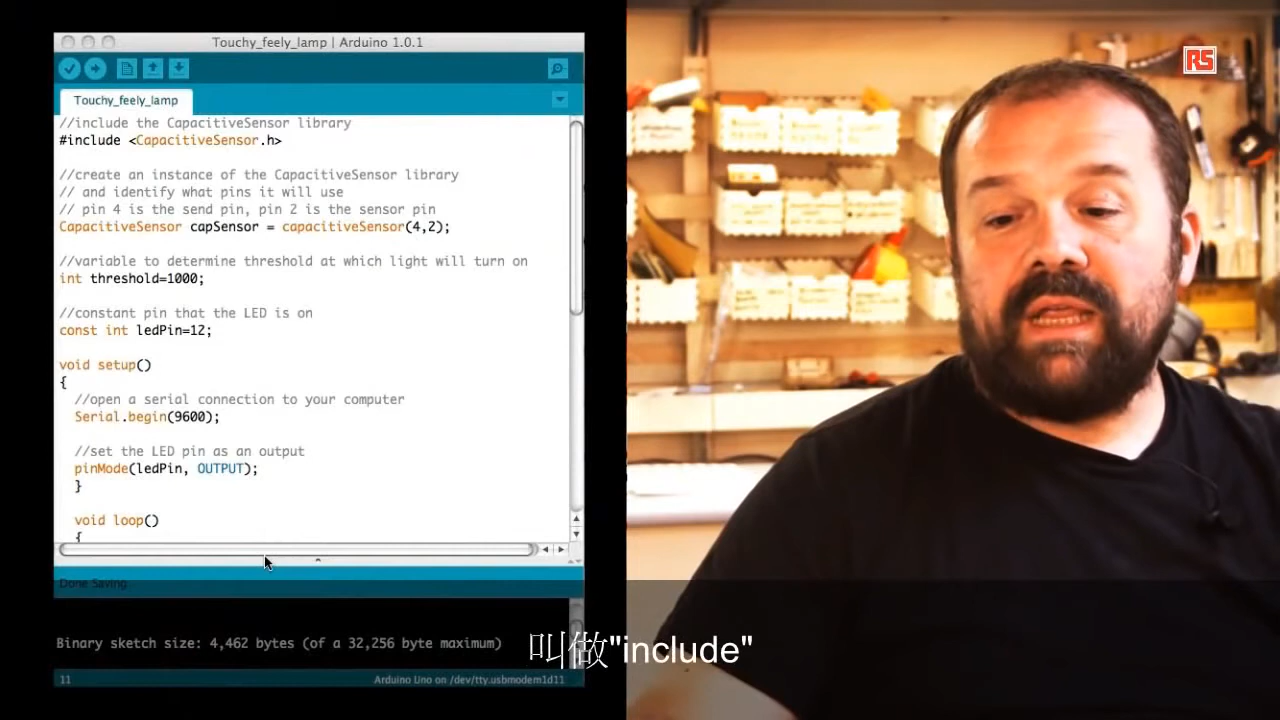 Touchy_feely_lamp | Arduino 1.0.1
RS
Touchy_feely_lamp
//include the CapacitiveSensor library
#include <CapacitiveSensor.h>
//create an instance of the CapacitiveSensor library
// and identify what pins it will use
// pin 4 is the send pin, pin 2 is the sensor pin
CapacitiveSensor capSensor = capacitiveSensor(4,2);
//variable to determine threshold at which light will turn on
int threshold=1000;
//constant pin that the LED is on
const int ledPin=12;
void setup()
{
//open a serial connection to your computer
Serial.begin(9600);
//set the LED pin as an output
pinMode(ledPin, OUTPUT);
}
void loop()
{
Done Saving.
Binary sketch size: 4,462 bytes (of a 32,256 byte maximum)
叫做"include"
11
Arduino Uno on /dev/tty.usbmodem1d11